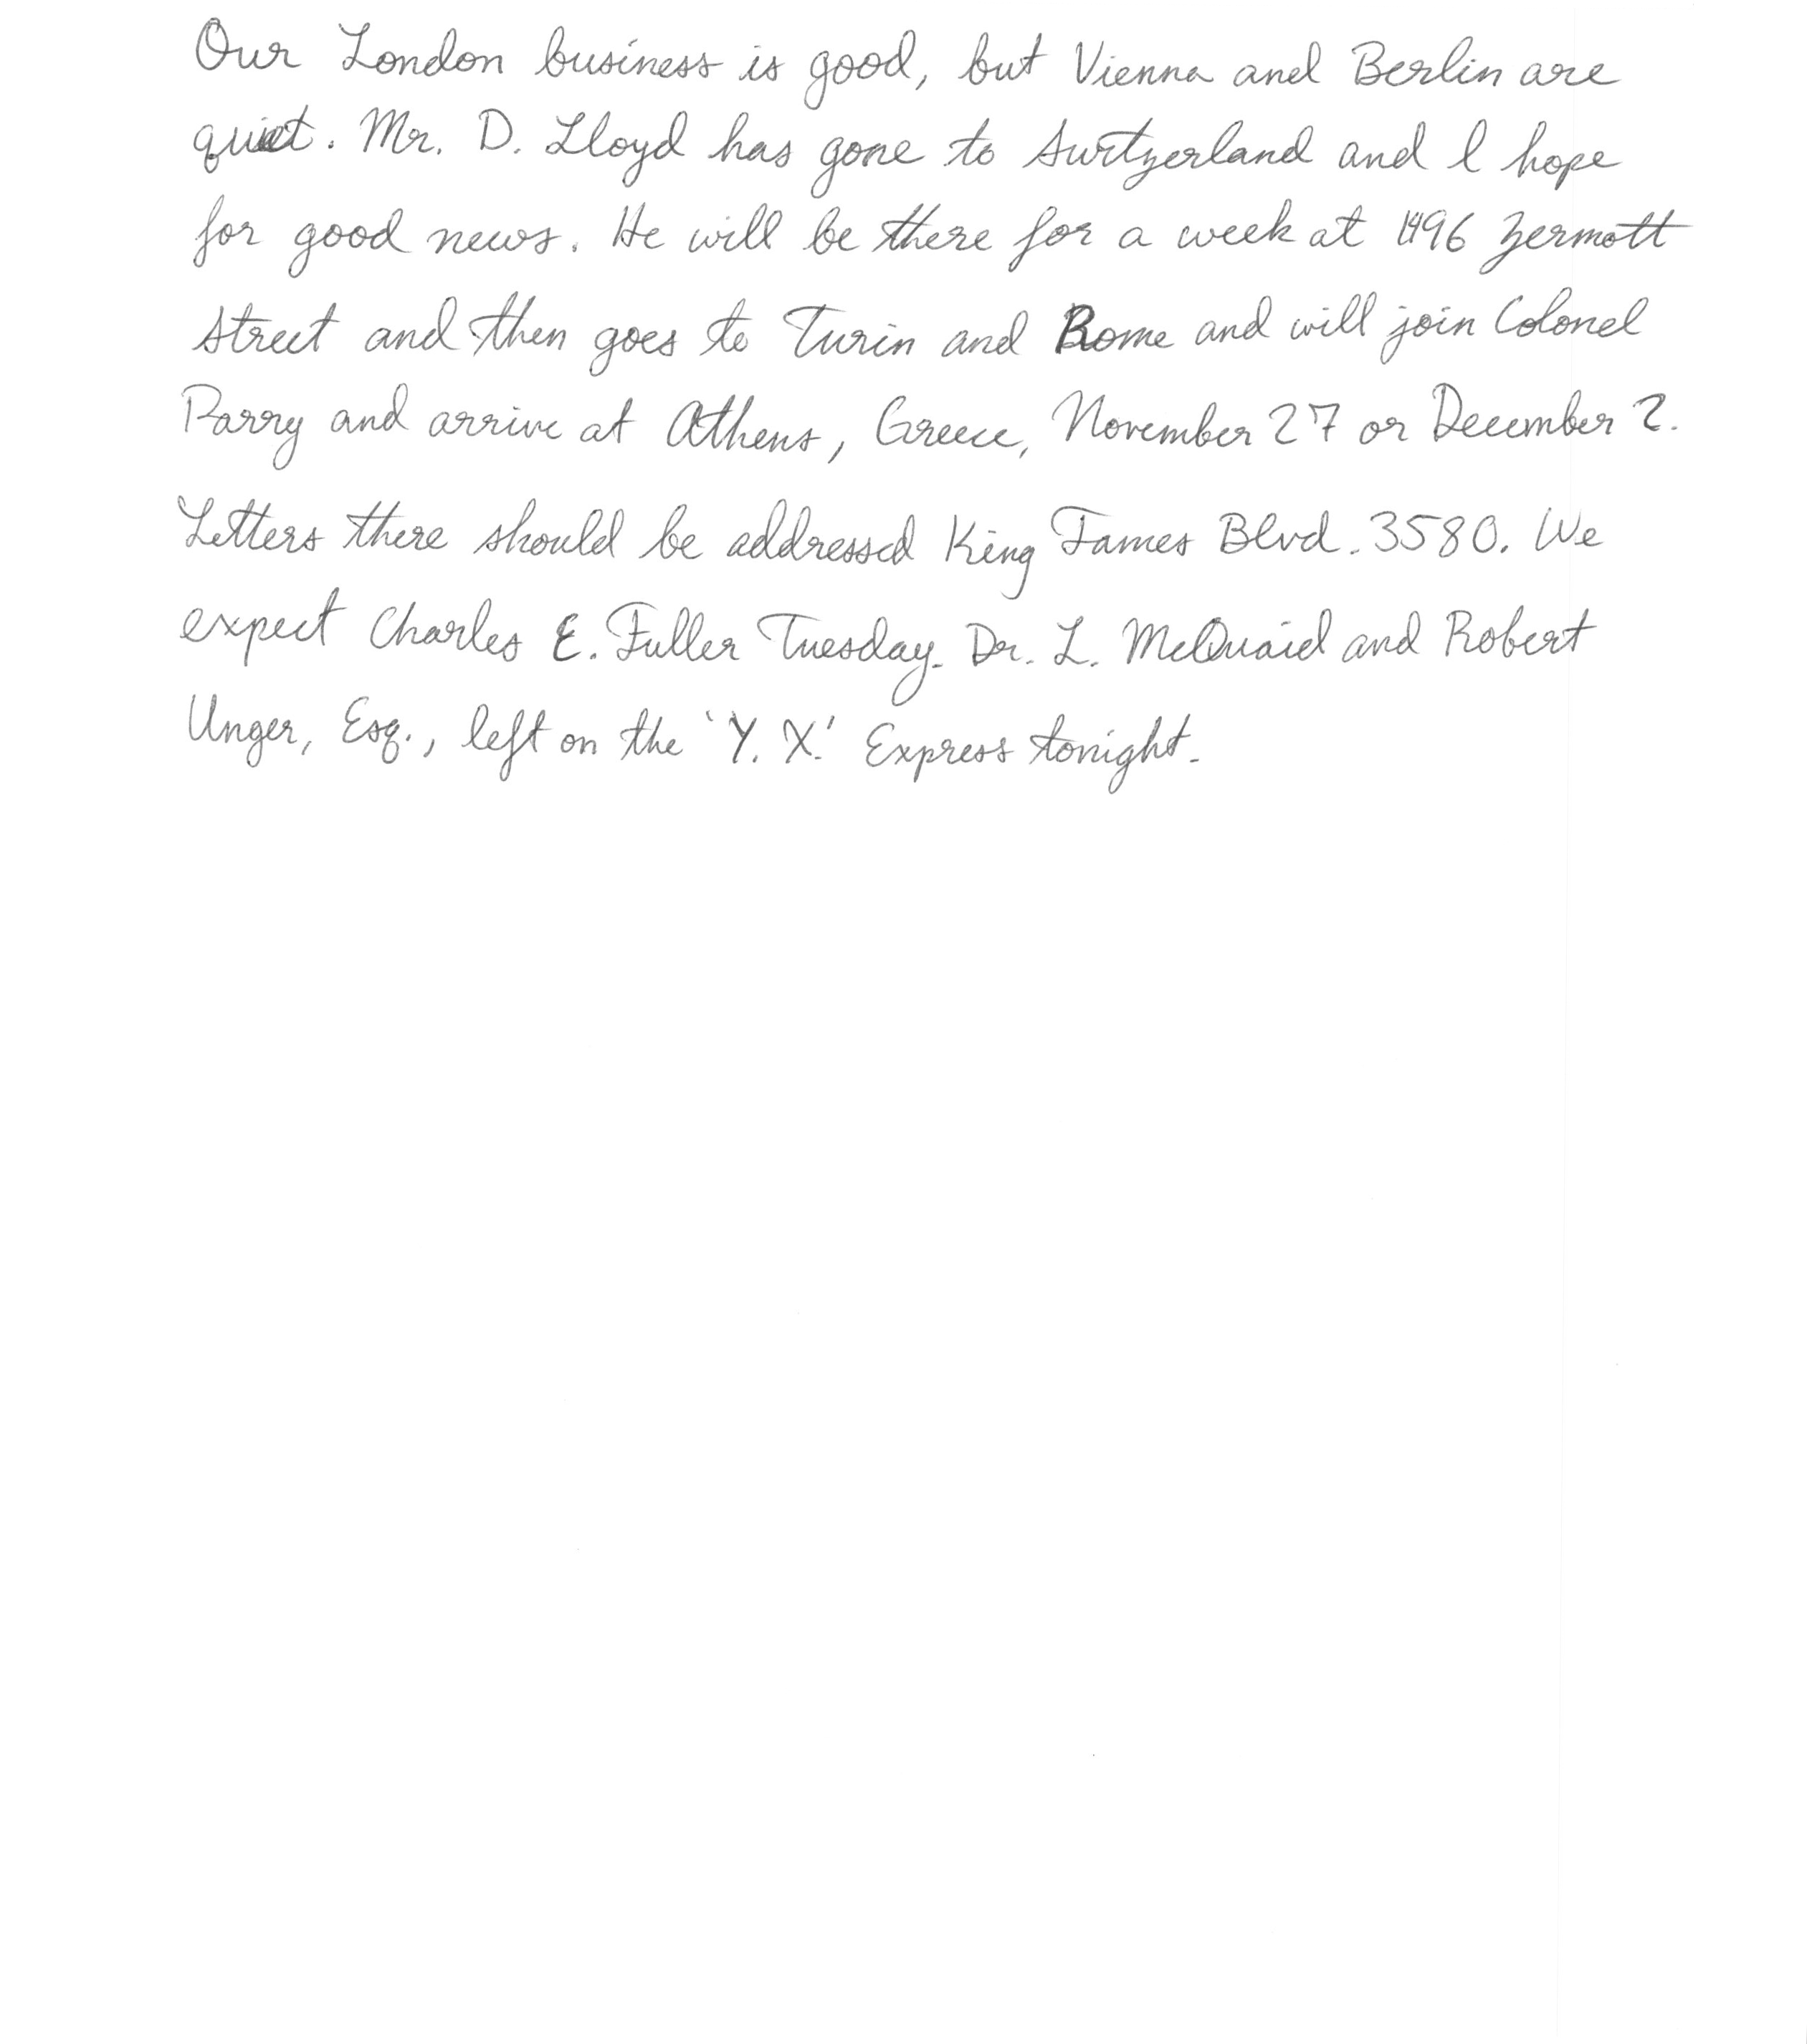 Our London business is good, but Vienna and Berlin are
quiet. Mr. D. Lloyd has gone to Switzerland and I hope
for good news. He will be there for a week at 1496 Zermott
Street and then goes to Turin and Rome and will join Colonel
Parry and arrive at Athens, Greece, November 27 or December 2.
Letters there should be addressed King James Blvd. 3580. We
expect Charles E. Fuller Tuesday. Dr. L. McQuaid and Robert
Unger, Esq., left on the 'Y. X.' Express tonight.